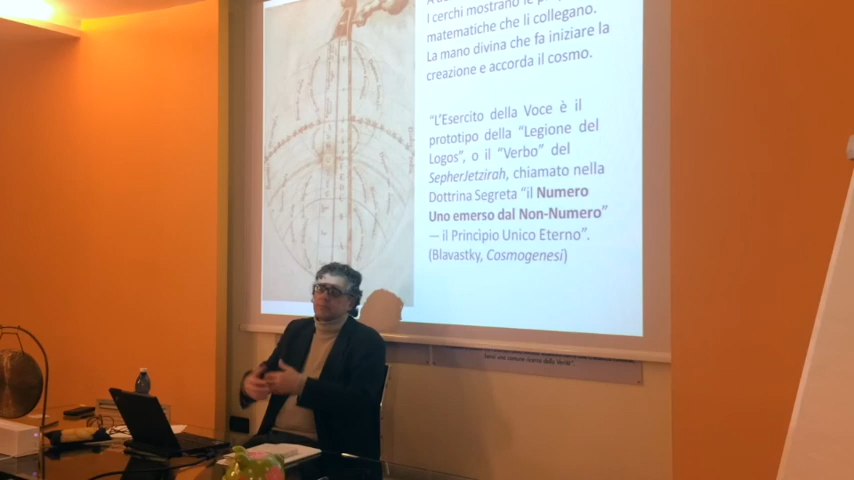 I cerchi mostrano le
matematiche che li collegano.
La mano divina che fa iniziare la
creazione e accorda il cosmo.
“L’Esercito della Voce è il
prototipo della “Legione del
Logos”, o il “Verbo” del
SepherJetzirah, chiamato nella
Dottrina Segreta “il Numero
Uno emerso dal Non-Numero”
— il Principio Unico Eterno”.
(Blavastky, Cosmogenesi)